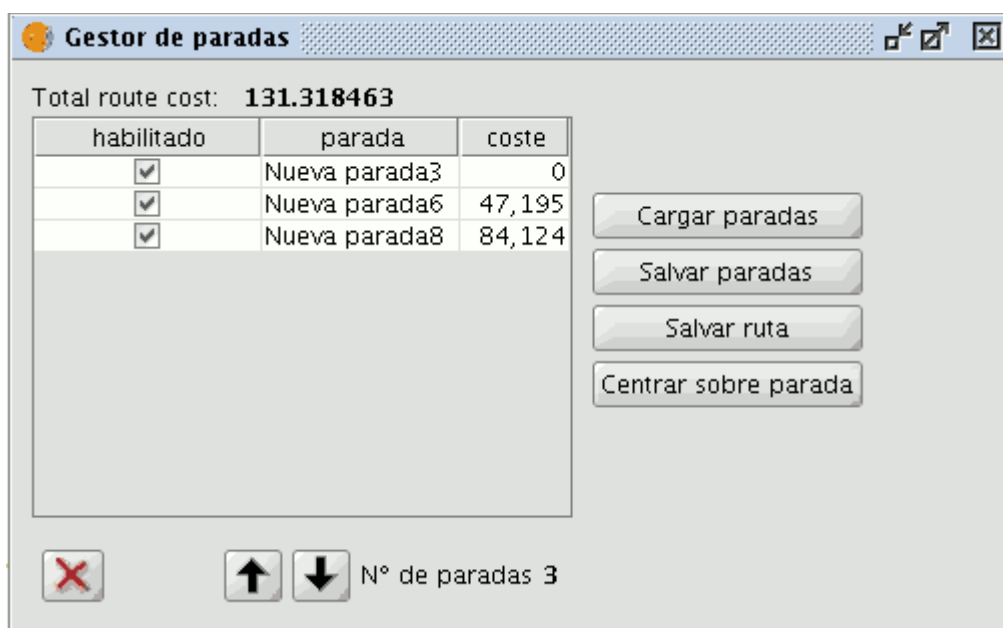 Gestor de paradas
Total route cost: 131.318463
habilitado parada coste
Nueva parada3 0
Nueva parada6 47,195
Nueva parada8 84,124
Cargar paradas
Salvar paradas
Salvar ruta
Centrar sobre parada
Nº de paradas 3